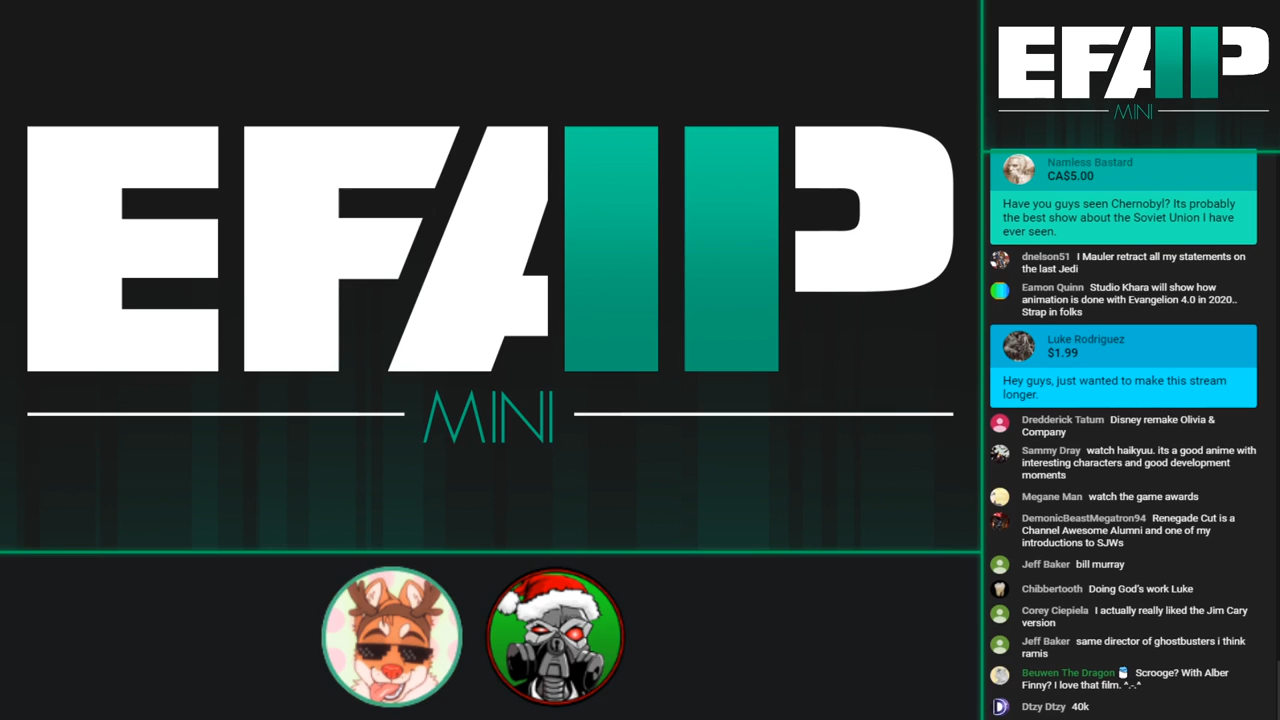 EFAP
MINI
EFAP
MINI
Namless Bastard
CA$5.00
Have you guys seen Chernobyl? Its probably
the best show about the Soviet Union I have
ever seen.
dnelson51 I Mauler retract all my statements on
the last Jedi
Eamon Quinn Studio Khara will show how
animation is done with Evangelion 4.0 in 2020..
Strap in folks
Luke Rodriguez
$1.99
Hey guys, just wanted to make this stream
longer.
Dredderick Tatum Disney remake Olivia &
Company
Sammy Dray watch haikyuu. its a good anime with
interesting characters and good development
moments
Megane Man watch the game awards
DemonicBeastMegatron94 Renegade Cut is a
Channel Awesome Alumni and one of my
introductions to SJWs
Jeff Baker bill murray
Chibbertooth Doing God's work Luke
Corey Ciepiela I actually really liked the Jim Cary
version
Jeff Baker same director of ghostbusters i think
ramis
Beuwen The Dragon Scrooge? With Alber
Finny? I love that film. ^.-.^
Dtzy Dtzy 40k